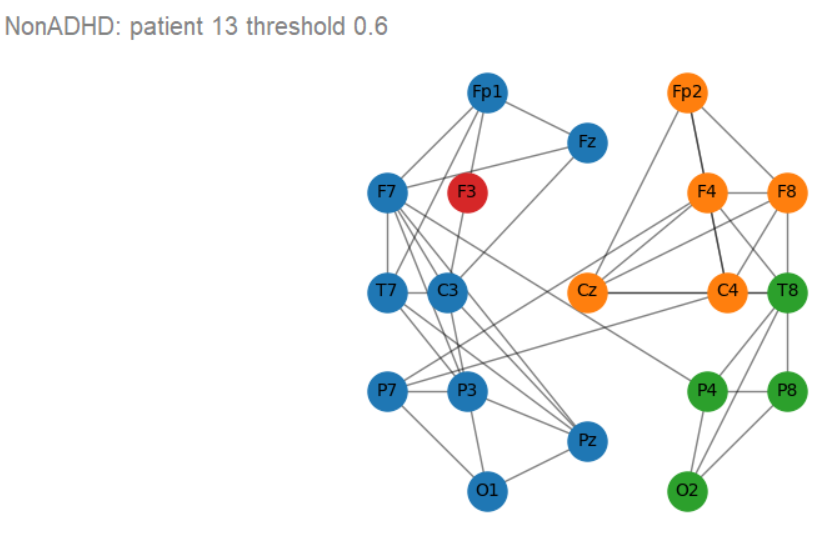 NonADHD: patient 13 threshold 0.6
Fp1
Fp2
Fz
F7
F3
F4
F8
T7
C3
Cz
C4
T8
P7
P3
P4
P8
Pz
O1
O2